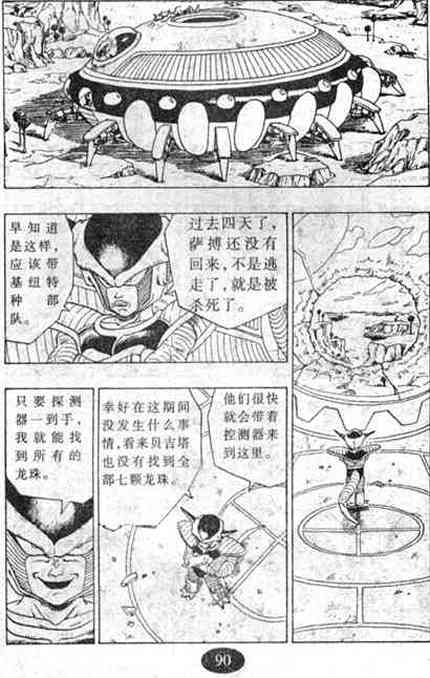 过去四天了，
萨搏还没有
回来，不是逃
走了，就是被
杀死了。
早知道
是这样，
应该带
基纽特
种部
队。
他们很快
就会带着
控测器来
到这里。
幸好在这期间
没发生什么事
情，看来贝吉塔
也没有找到全
部七颗龙珠。
只要探测
器一到手，
我就能找
到所有的
龙珠。
90